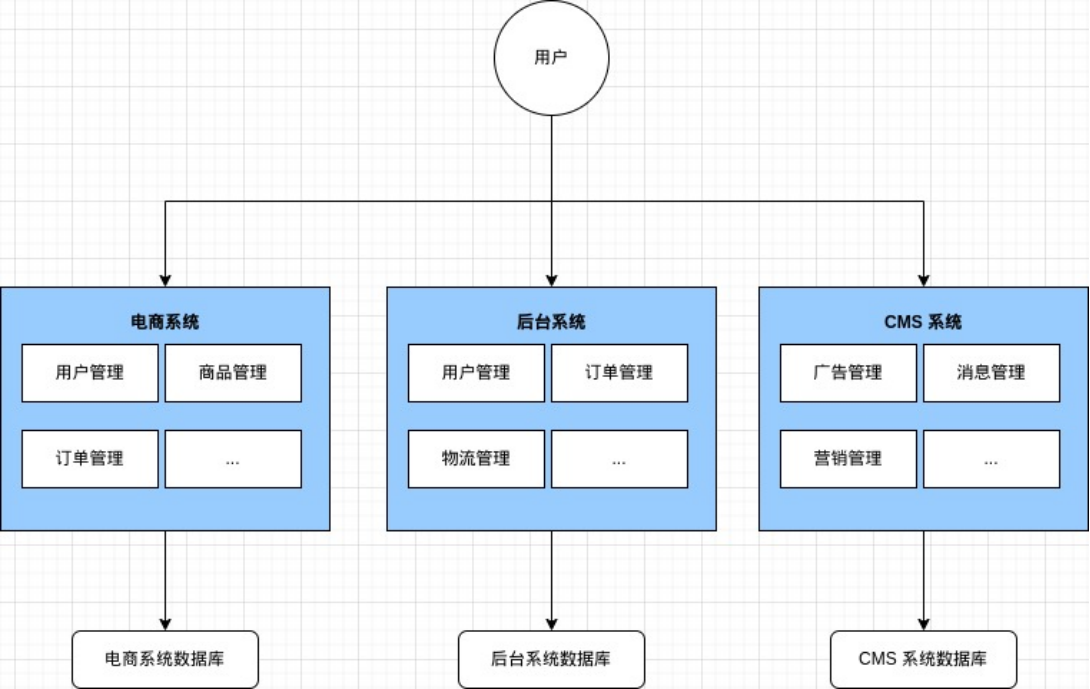 用户
电商系统
后台系统
CMS 系统
用户管理
商品管理
用户管理
订单管理
广告管理
消息管理
订单管理
...
物流管理
...
营销管理
...
电商系统数据库
后台系统数据库
CMS 系统数据库